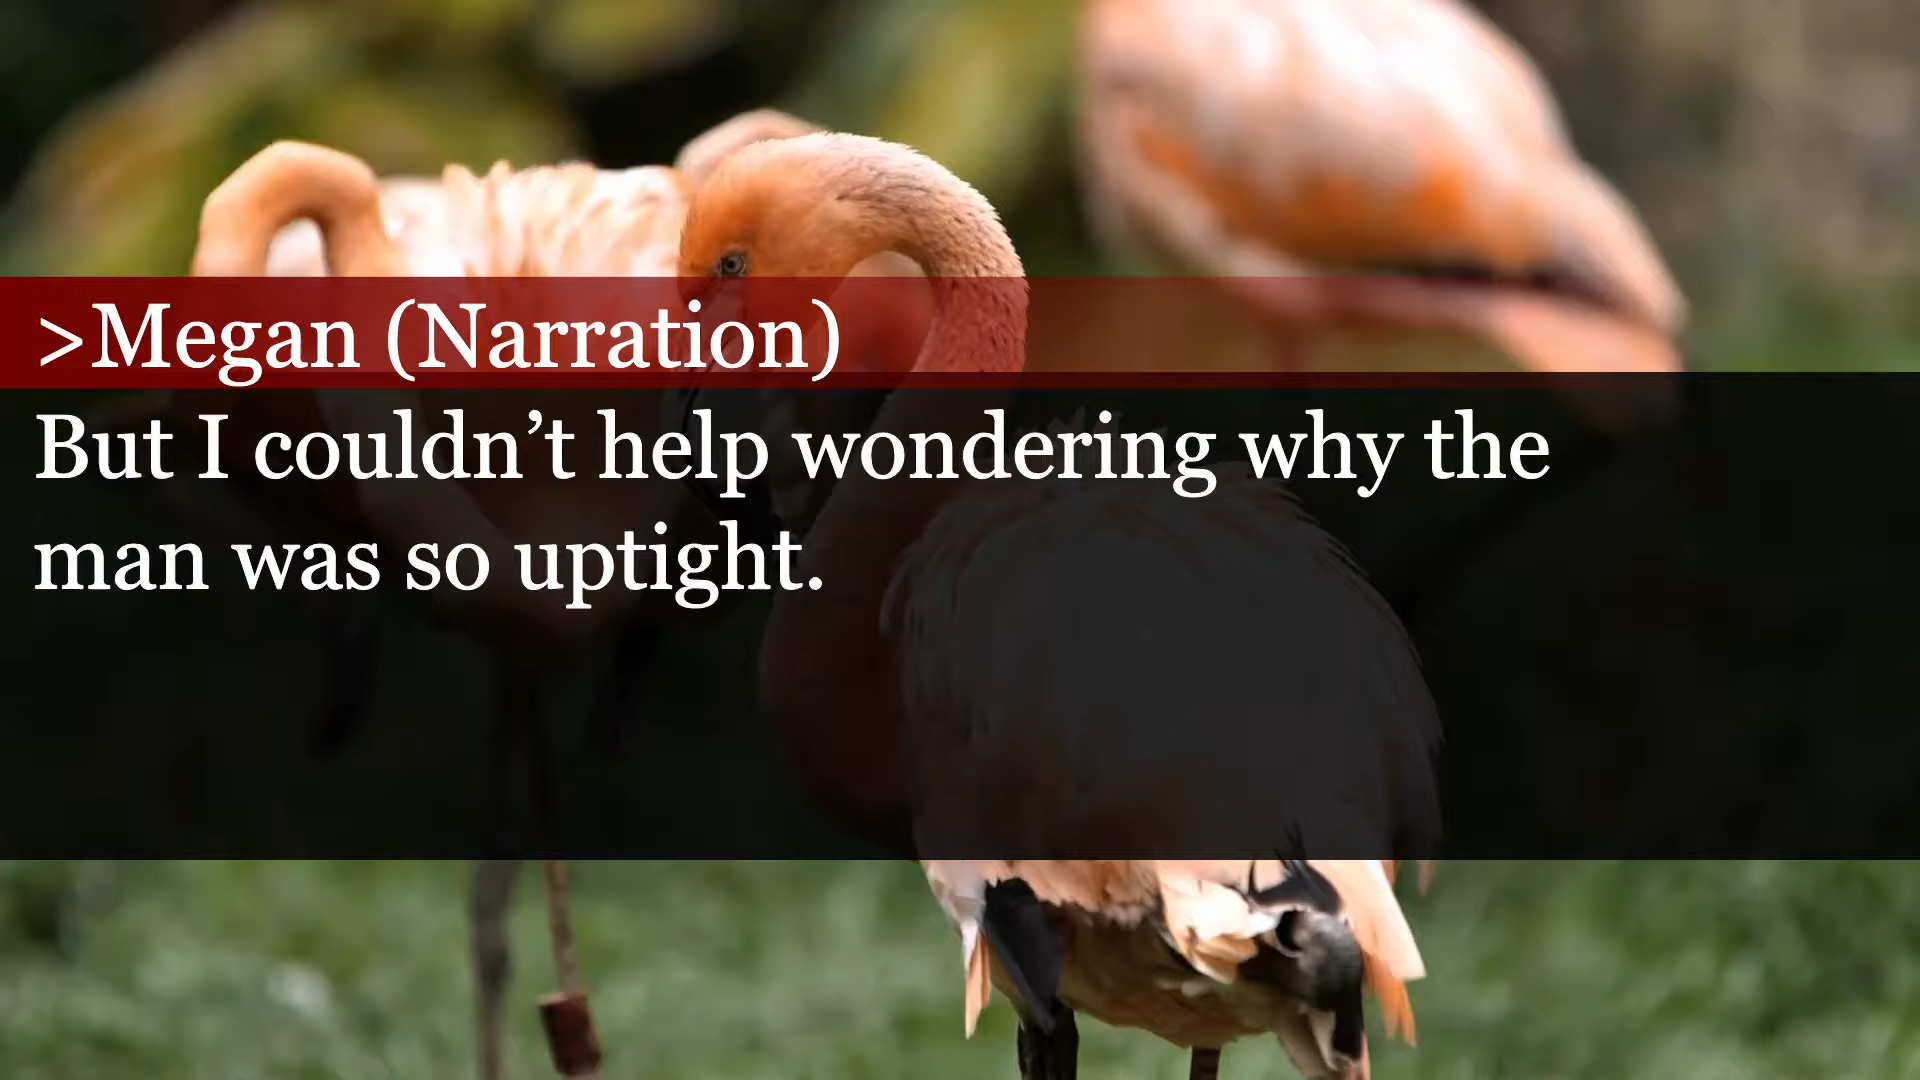 >Megan (Narration)
But I couldn’t help wondering why the
man was so uptight.